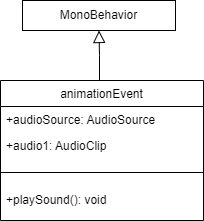 MonoBehavior
animationEvent
+audioSource: AudioSource
+audio1: AudioClip
+playSound(): void